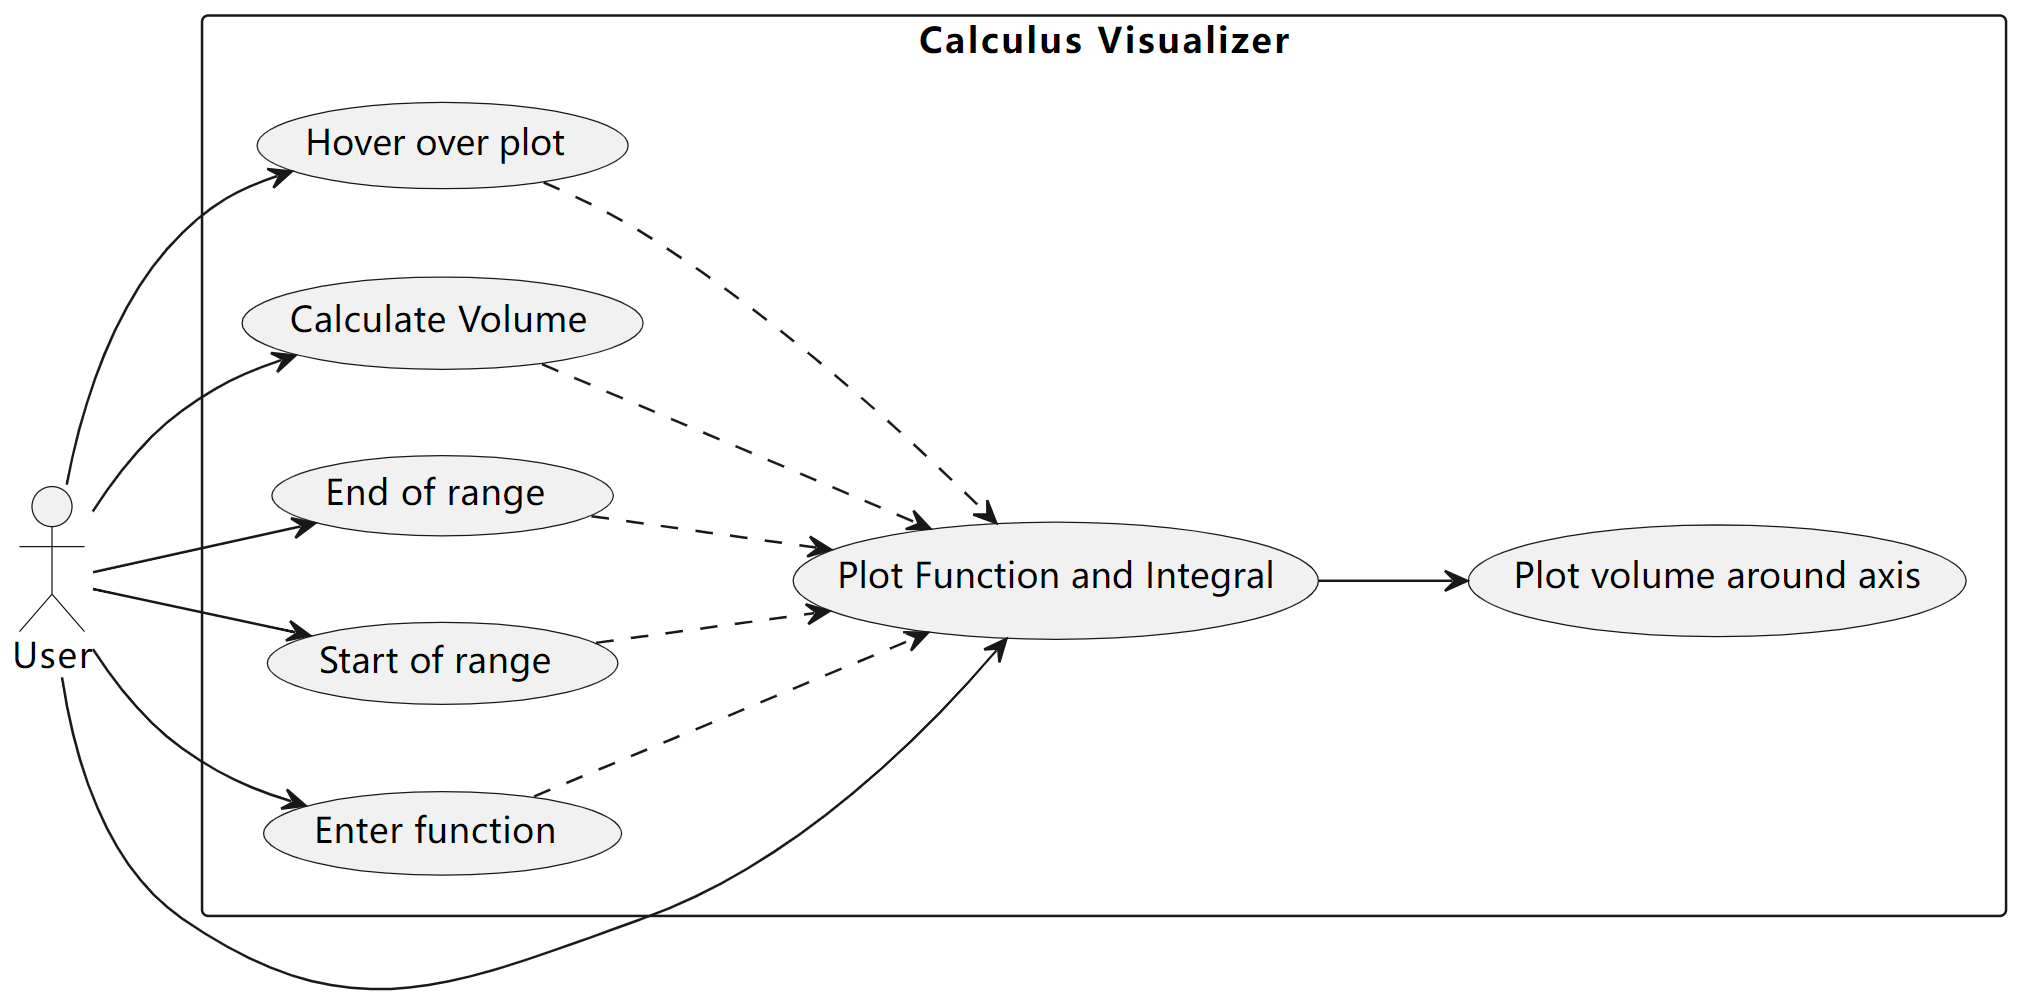 Calculus Visualizer
Hover over plot
Calculate Volume
End of range
Plot Function and Integral
Plot volume around axis
User
Start of range
Enter function